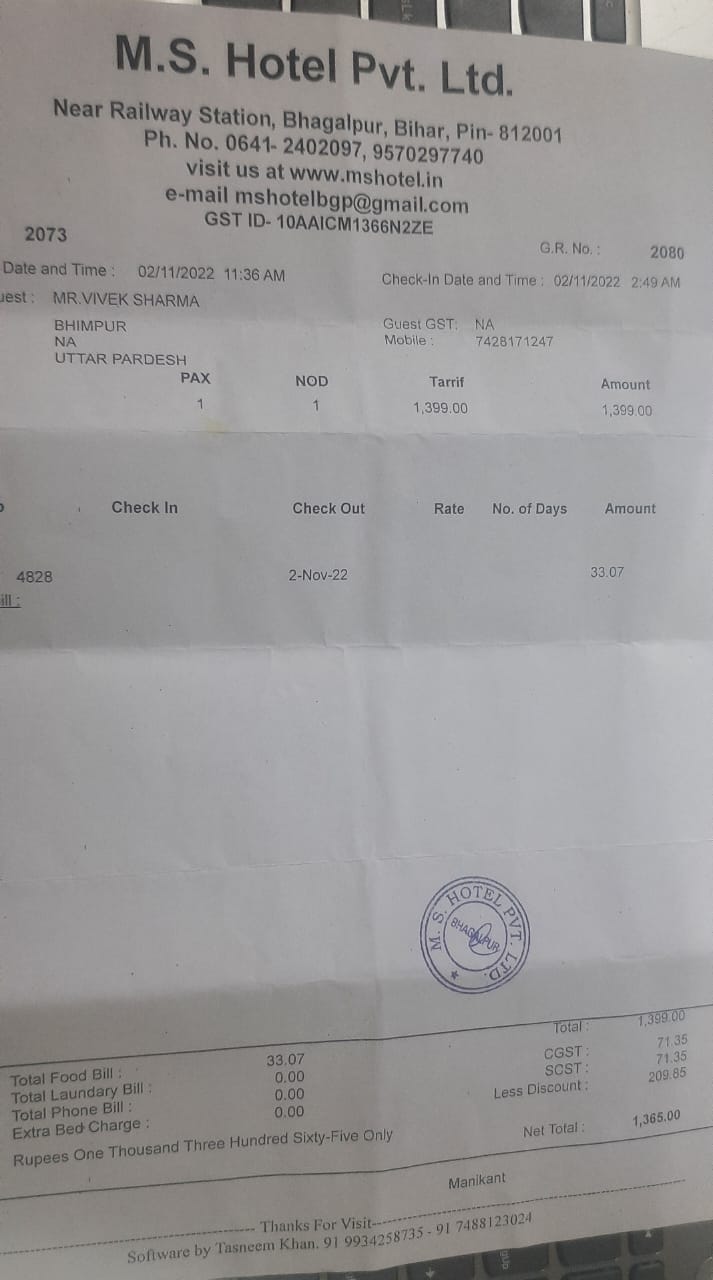 M.S. Hotel Pvt. Ltd.
Near Railway Station, Bhagalpur, Bihar, Pin- 812001
Ph. No. 0641- 2402097, 9570297740
visit us at www.mshotel.in
e-mail mshotelbgp@gmail.com
GST ID- 10AAICM1366N2ZE
2073 G.R. No. : 2080
Date and Time : 02/11/2022 11:36 AM Check-In Date and Time : 02/11/2022 2:49 AM
uest : MR.VIVEK SHARMA
BHIMPUR Guest GST: NA
NA Mobile : 7428171247
UTTAR PARDESH
PAX NOD Tarrif Amount
1 1 1,399.00 1,399.00
Check In Check Out Rate No. of Days Amount
4828 2-Nov-22 33.07
ill :
M. S. HOTEL PVT. LTD.
BHAGALPUR
Total : 1,399.00
Total Food Bill : 33.07 CGST : 71.35
Total Laundary Bill : 0.00 SCST : 71.35
Total Phone Bill : 0.00 Less Discount : 209.85
Extra Bed Charge : 0.00
Rupees One Thousand Three Hundred Sixty-Five Only Net Total : 1,365.00
Manikant
Thanks For Visit
Software by Tasneem Khan. 91 9934258735 - 91 7488123024